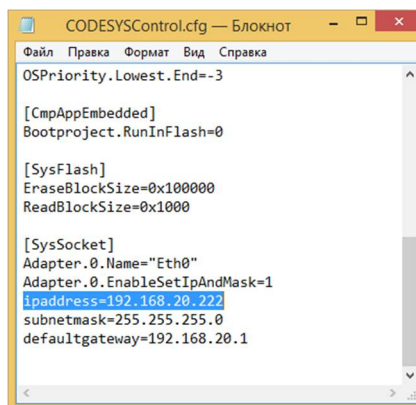 CODESYSControl.cfg — Блокнот
Файл Правка Формат Вид Справка
OSPriority.Lowest.End=-3
[CmpAppEmbedded]
Bootproject.RunInFlash=0
[SysFlash]
EraseBlockSize=0x100000
ReadBlockSize=0x1000
[SysSocket]
Adapter.0.Name="Eth0"
Adapter.0.EnableSetIpAndMask=1
ipaddress=192.168.20.222
subnetmask=255.255.255.0
defaultgateway=192.168.20.1